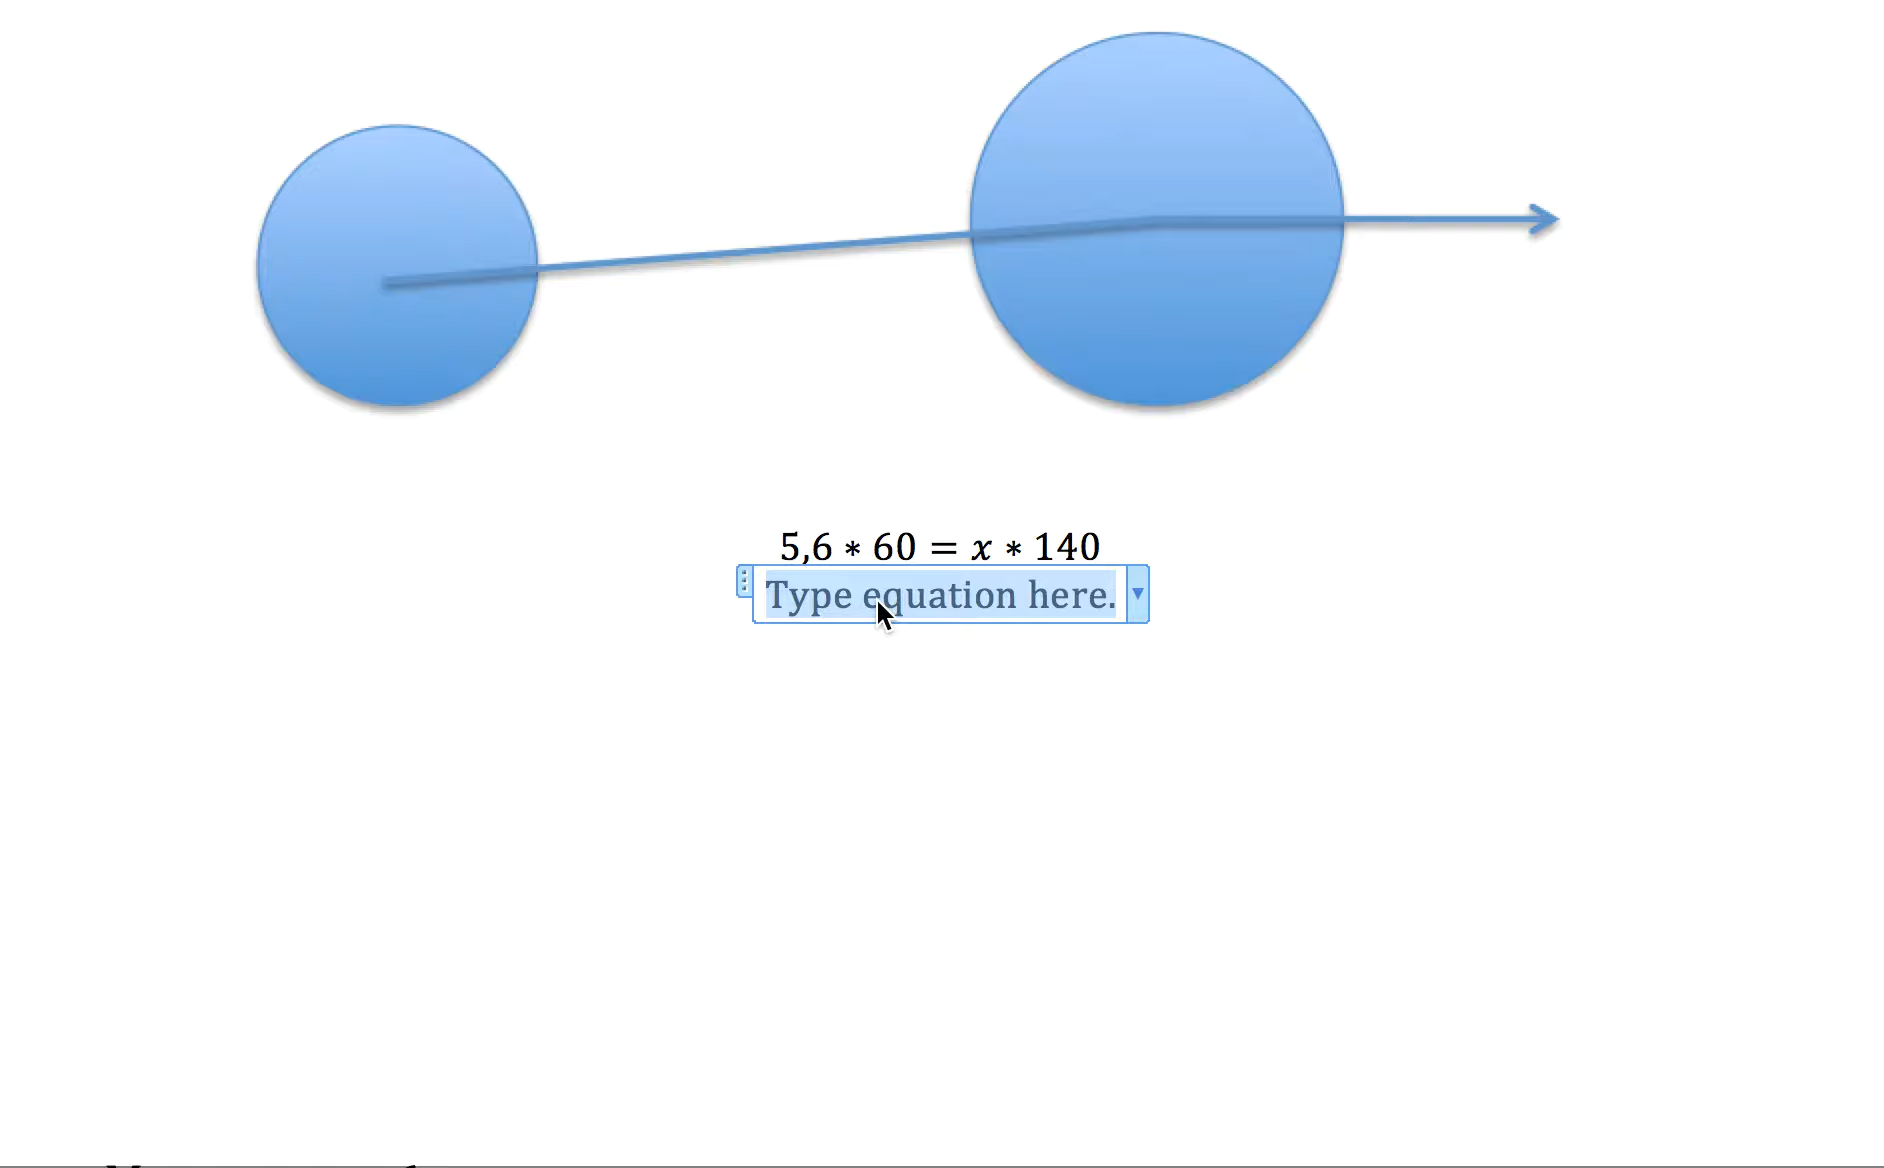 5,6 ∗ 60 = x ∗ 140
Type equation here.